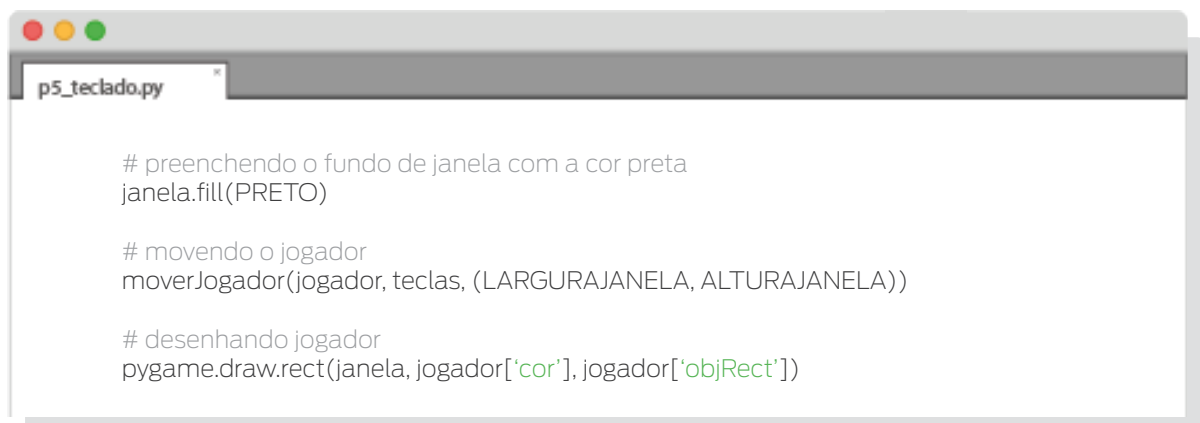 p5_teclado.py ×
# preenchendo o fundo de janela com a cor preta
janela.fill(PRETO)
# movendo o jogador
moverJogador(jogador, teclas, (LARGURAJANELA, ALTURAJANELA))
# desenhando jogador
pygame.draw.rect(janela, jogador[‘cor’], jogador[‘objRect’])